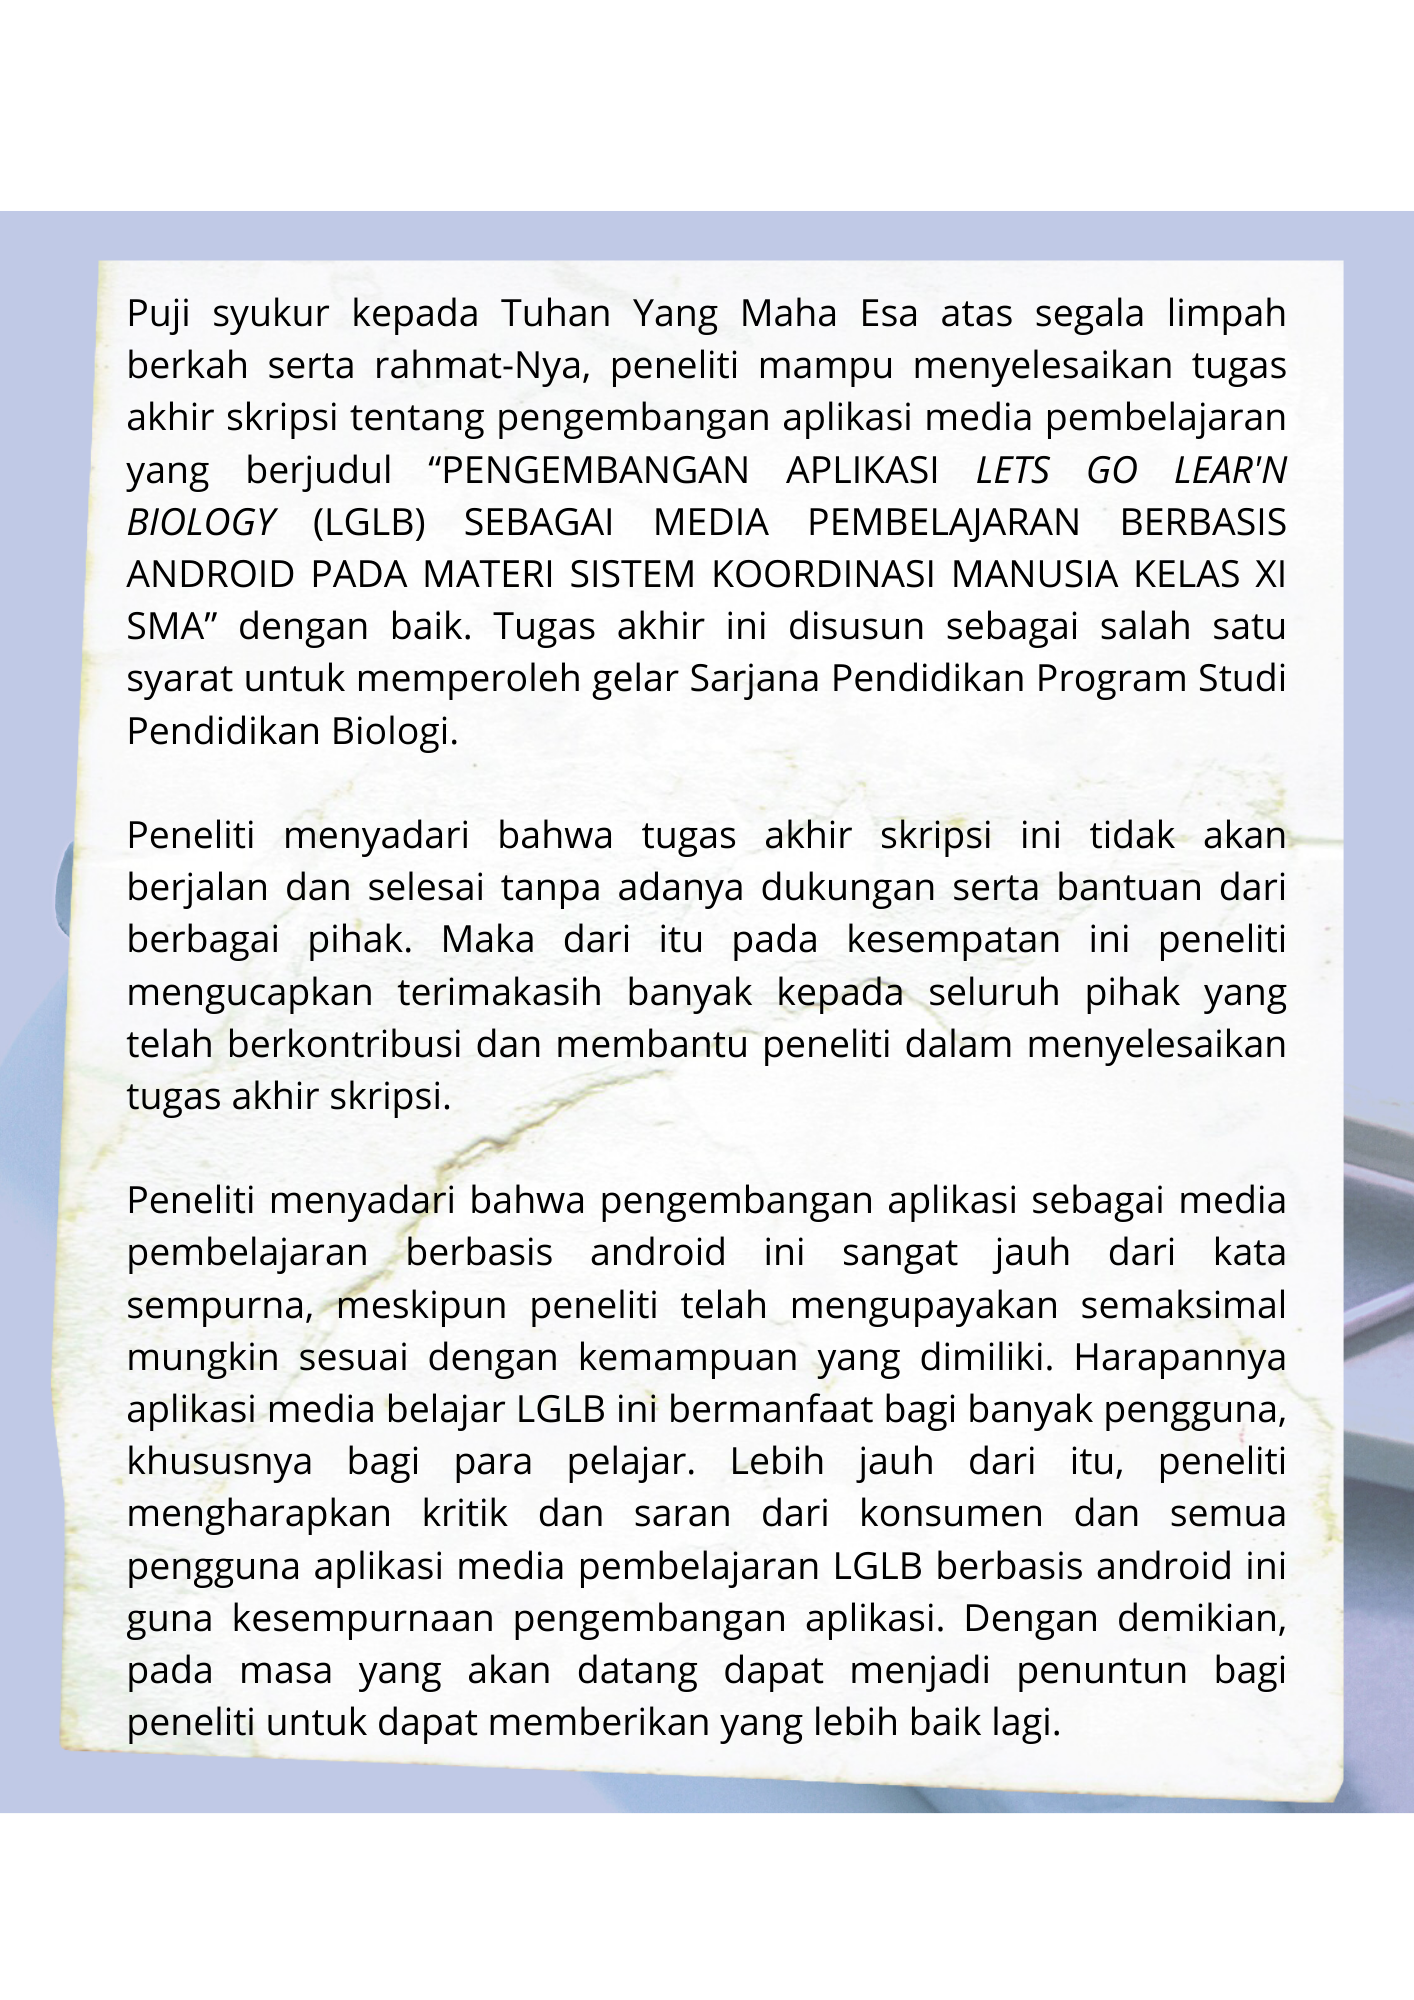 Puji syukur kepada Tuhan Yang Maha Esa atas segala limpah
berkah serta rahmat-Nya, peneliti mampu menyelesaikan tugas
akhir skripsi tentang pengembangan aplikasi media pembelajaran
yang berjudul “PENGEMBANGAN APLIKASI LETS GO LEAR'N
BIOLOGY (LGLB) SEBAGAI MEDIA PEMBELAJARAN BERBASIS
ANDROID PADA MATERI SISTEM KOORDINASI MANUSIA KELAS XI
SMA” dengan baik. Tugas akhir ini disusun sebagai salah satu
syarat untuk memperoleh gelar Sarjana Pendidikan Program Studi
Pendidikan Biologi.
Peneliti menyadari bahwa tugas akhir skripsi ini tidak akan
berjalan dan selesai tanpa adanya dukungan serta bantuan dari
berbagai pihak. Maka dari itu pada kesempatan ini peneliti
mengucapkan terimakasih banyak kepada seluruh pihak yang
telah berkontribusi dan membantu peneliti dalam menyelesaikan
tugas akhir skripsi.
Peneliti menyadari bahwa pengembangan aplikasi sebagai media
pembelajaran berbasis android ini sangat jauh dari kata
sempurna, meskipun peneliti telah mengupayakan semaksimal
mungkin sesuai dengan kemampuan yang dimiliki. Harapannya
aplikasi media belajar LGLB ini bermanfaat bagi banyak pengguna,
khususnya bagi para pelajar. Lebih jauh dari itu, peneliti
mengharapkan kritik dan saran dari konsumen dan semua
pengguna aplikasi media pembelajaran LGLB berbasis android ini
guna kesempurnaan pengembangan aplikasi. Dengan demikian,
pada masa yang akan datang dapat menjadi penuntun bagi
peneliti untuk dapat memberikan yang lebih baik lagi.